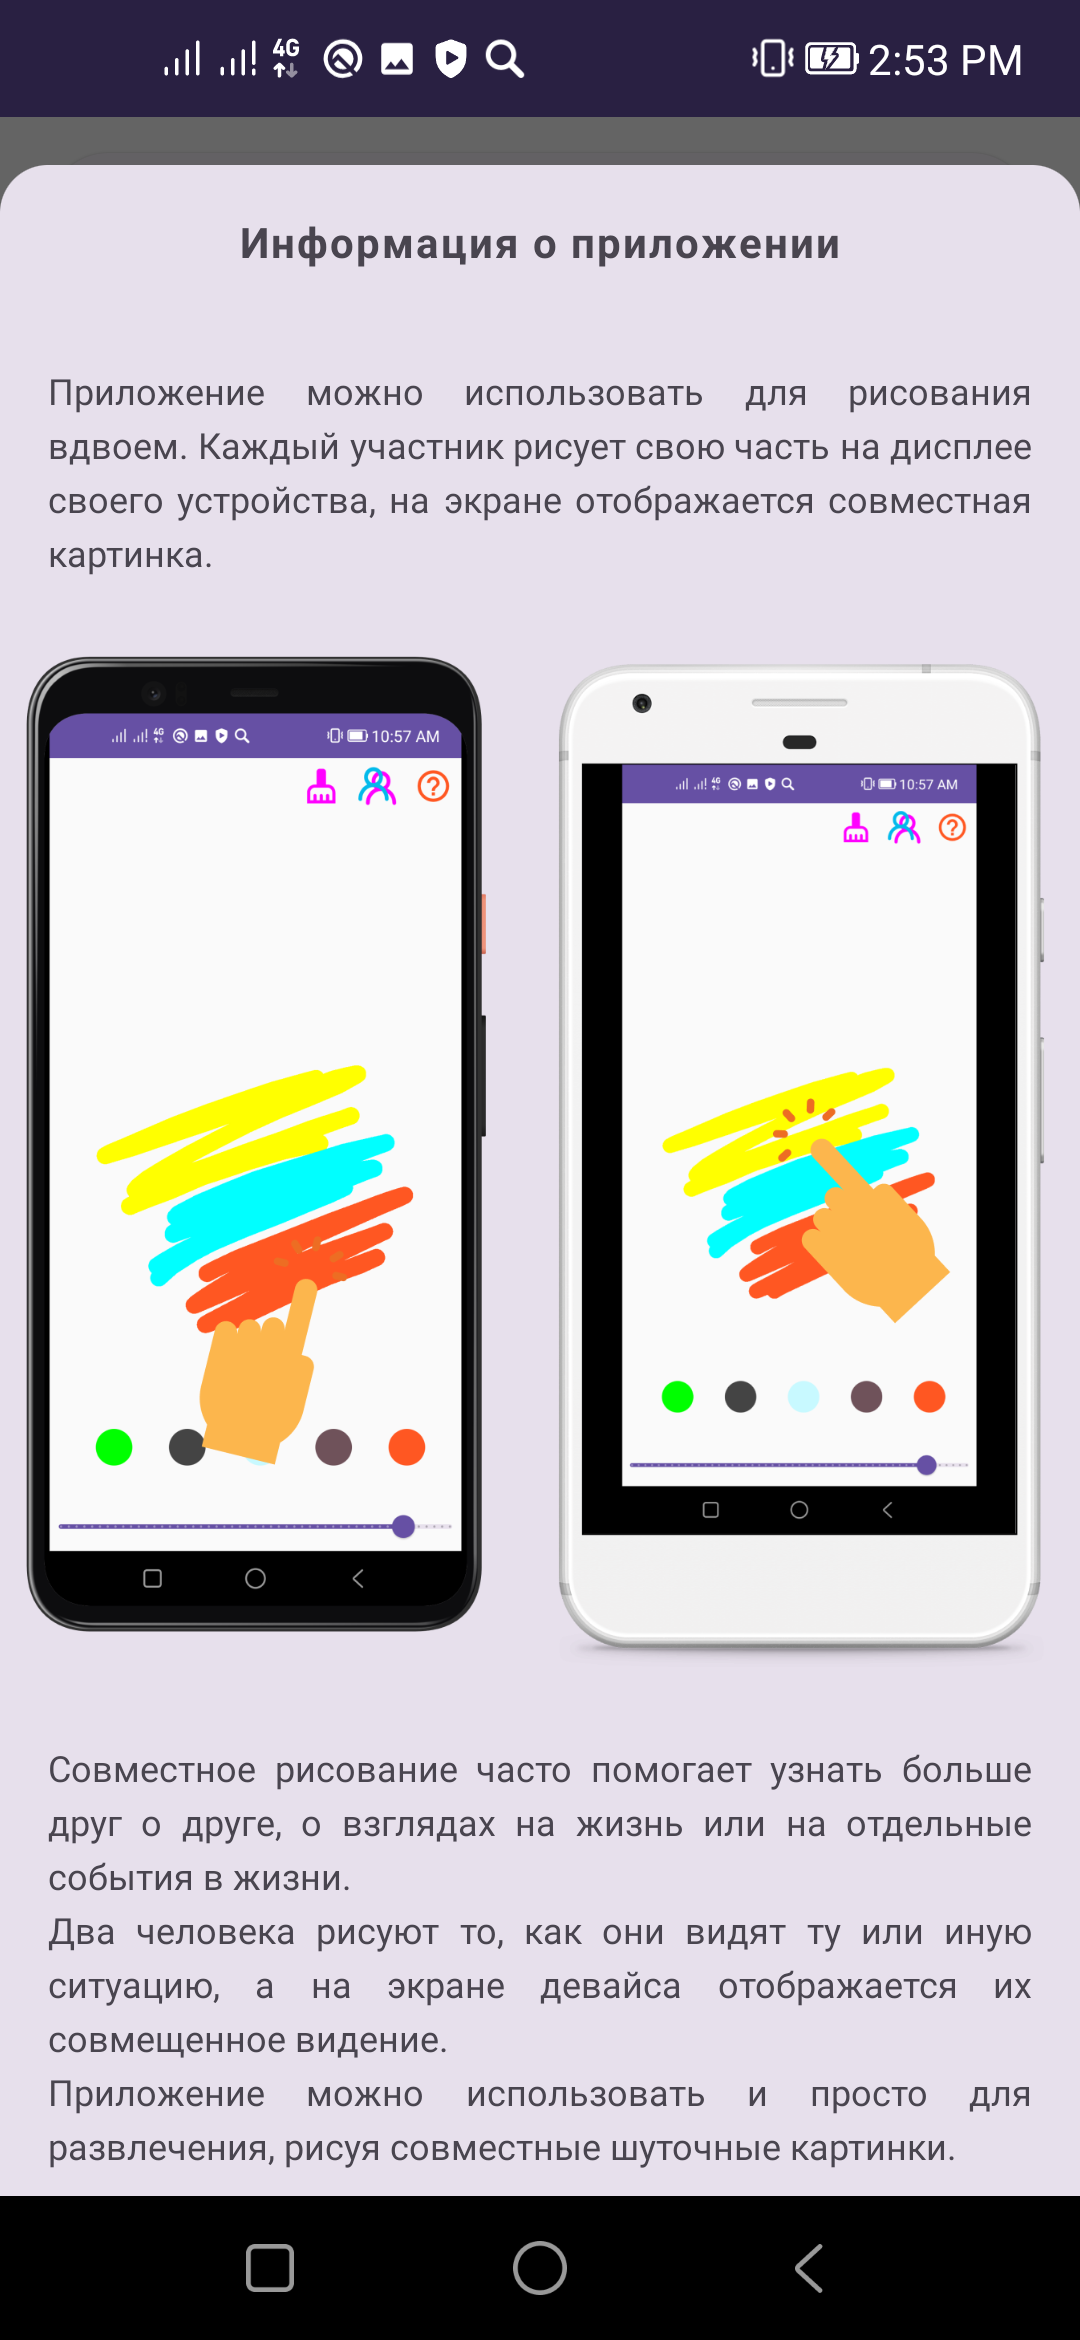 4G
2:53 PM
Информация о приложении
Приложение можно использовать для рисования
вдвоем. Каждый участник рисует свою часть на дисплее
своего устройства, на экране отображается совместная
картинка.
4G
10:57 AM
4G
10:57 AM
?
?
Совместное рисование часто помогает узнать больше
друг о друге, о взглядах на жизнь или на отдельные
события в жизни.
Два человека рисуют то, как они видят ту или иную
ситуацию, а на экране девайса отображается их
совмещенное видение.
Приложение можно использовать и просто для
развлечения, рисуя совместные шуточные картинки.